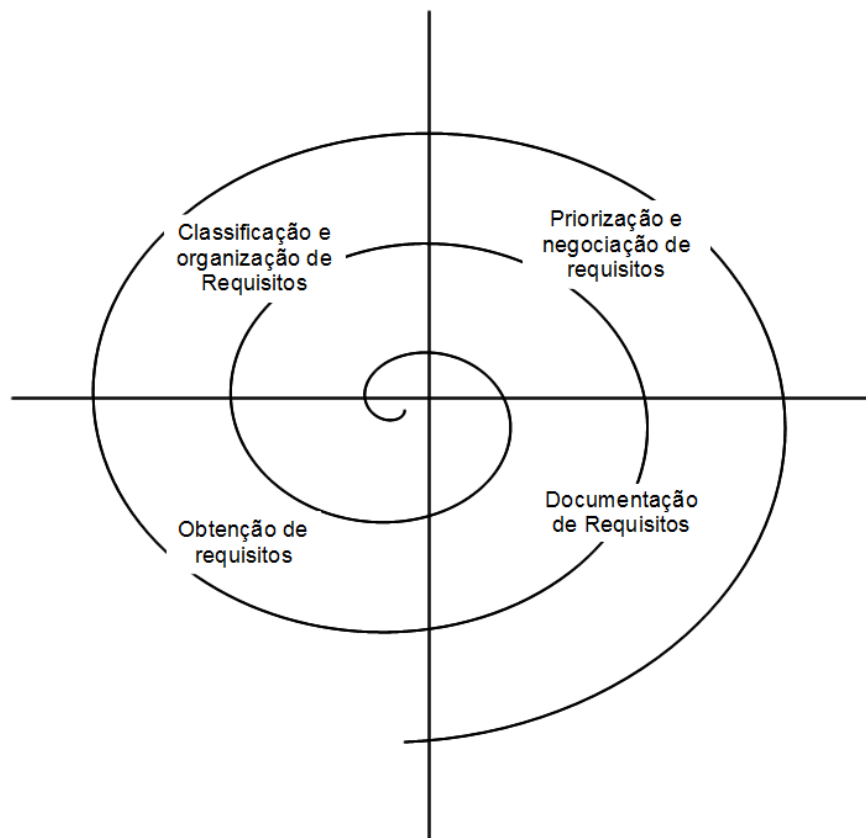 Classificação e
organização de
Requisitos
Priorização e
negociação de
requisitos
Obtenção de
requisitos
Documentação
de Requisitos